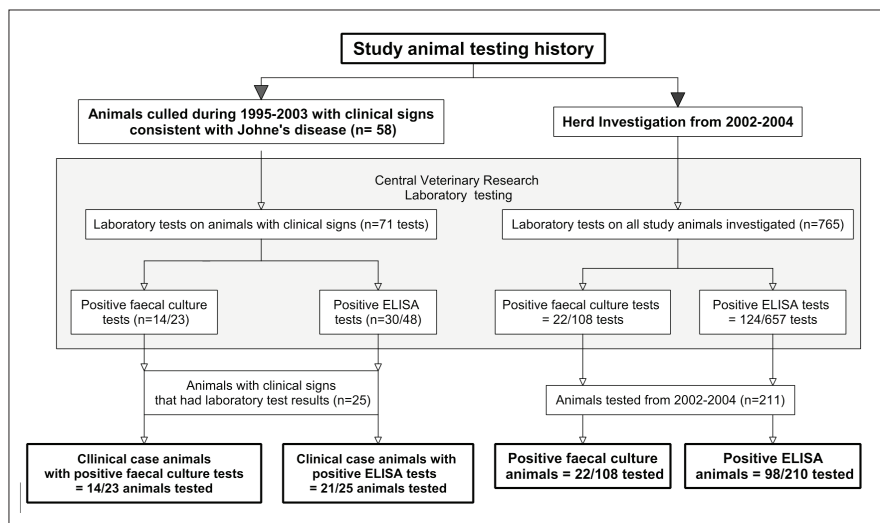 Study animal testing history
Animals culled during 1995-2003 with clinical signs
consistent with Johne's disease (n= 58)
Herd Investigation from 2002-2004
Central Veterinary Research
Laboratory testing
Laboratory tests on animals with clinical signs (n=71 tests)
Laboratory tests on all study animals investigated (n=765)
Positive faecal culture
tests (n=14/23)
Positive ELISA
tests (n=30/48)
Positive faecal culture tests
= 22/108 tests
Positive ELISA tests
= 124/657 tests
Animals with clinical signs
that had laboratory test results (n=25)
Animals tested from 2002-2004 (n=211)
Cllinical case animals
with positive faecal culture tests
= 14/23 animals tested
Clinical case animals with
positive ELISA tests
= 21/25 animals tested
Positive faecal culture
animals = 22/108 tested
Positive ELISA
animals = 98/210 tested